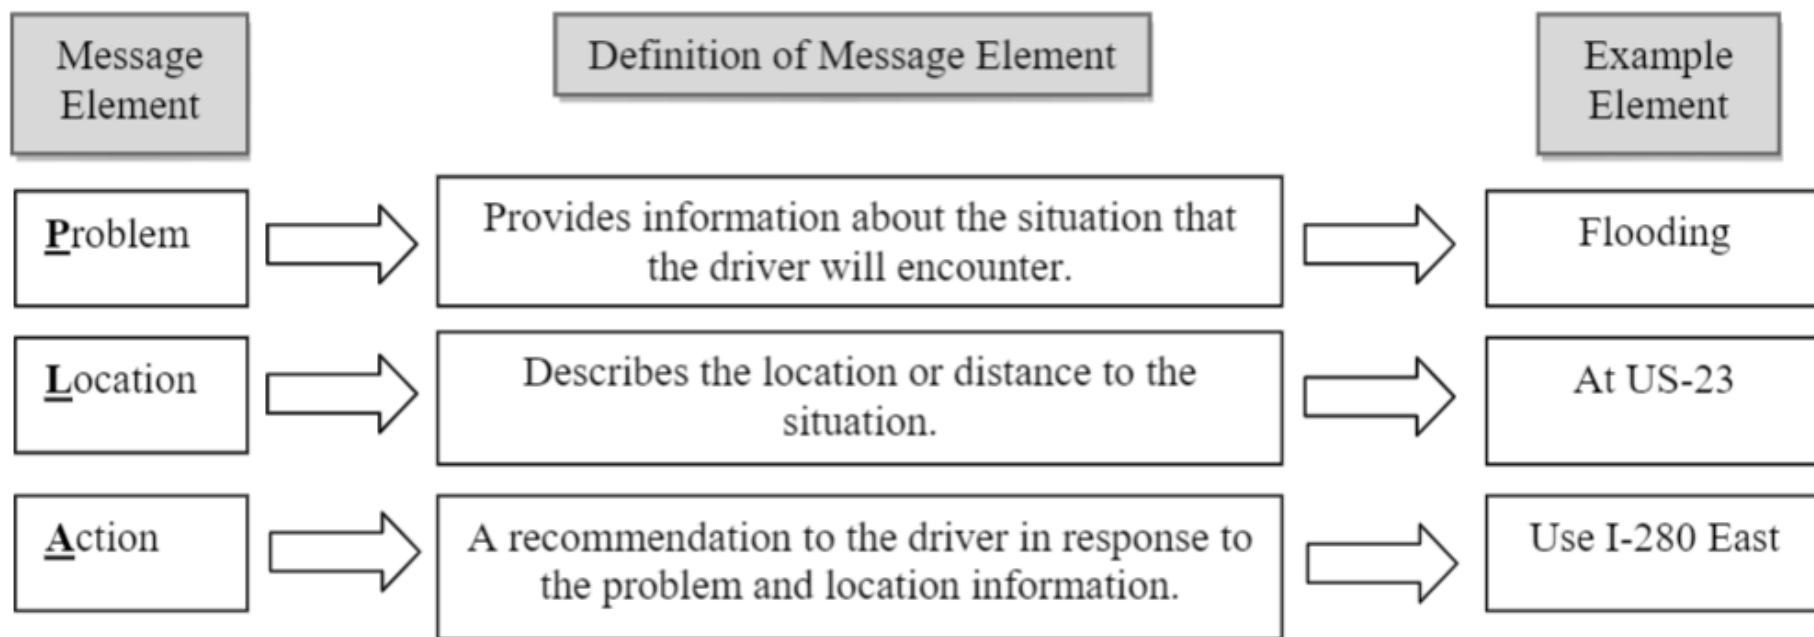 Message
Element
Definition of Message Element
Example
Element
Problem
Provides information about the situation that
the driver will encounter.
Flooding
Location
Describes the location or distance to the
situation.
At US-23
Action
A recommendation to the driver in response to
the problem and location information.
Use I-280 East